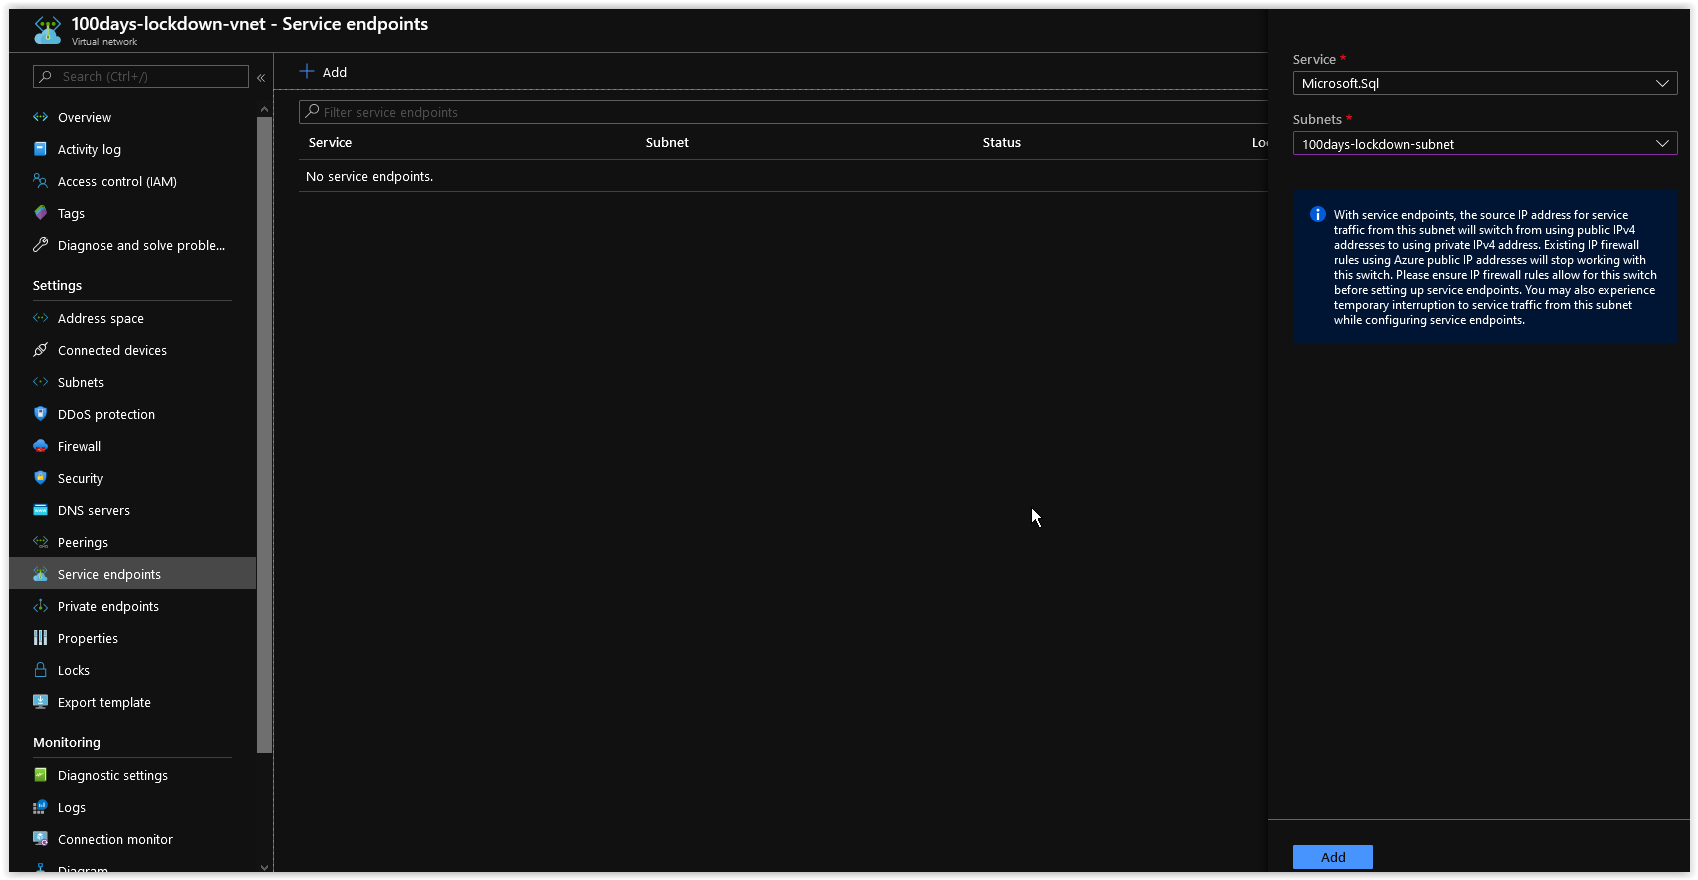 100days-lockdown-vnet - Service endpoints
Virtual network
Search (Ctrl+/)
«
Overview
Activity log
Access control (IAM)
Tags
Diagnose and solve proble...
Settings
Address space
Connected devices
Subnets
DDoS protection
Firewall
Security
DNS servers
Peerings
Service endpoints
Private endpoints
Properties
Locks
Export template
Monitoring
Diagnostic settings
Logs
Connection monitor
Diagram
+ Add
Filter service endpoints
Service Subnet Status Loc
No service endpoints.
Service *
Microsoft.Sql
Subnets *
100days-lockdown-subnet
With service endpoints, the source IP address for service
traffic from this subnet will switch from using public IPv4
addresses to using private IPv4 address. Existing IP firewall
rules using Azure public IP addresses will stop working with
this switch. Please ensure IP firewall rules allow for this switch
before setting up service endpoints. You may also experience
temporary interruption to service traffic from this subnet
while configuring service endpoints.
Add